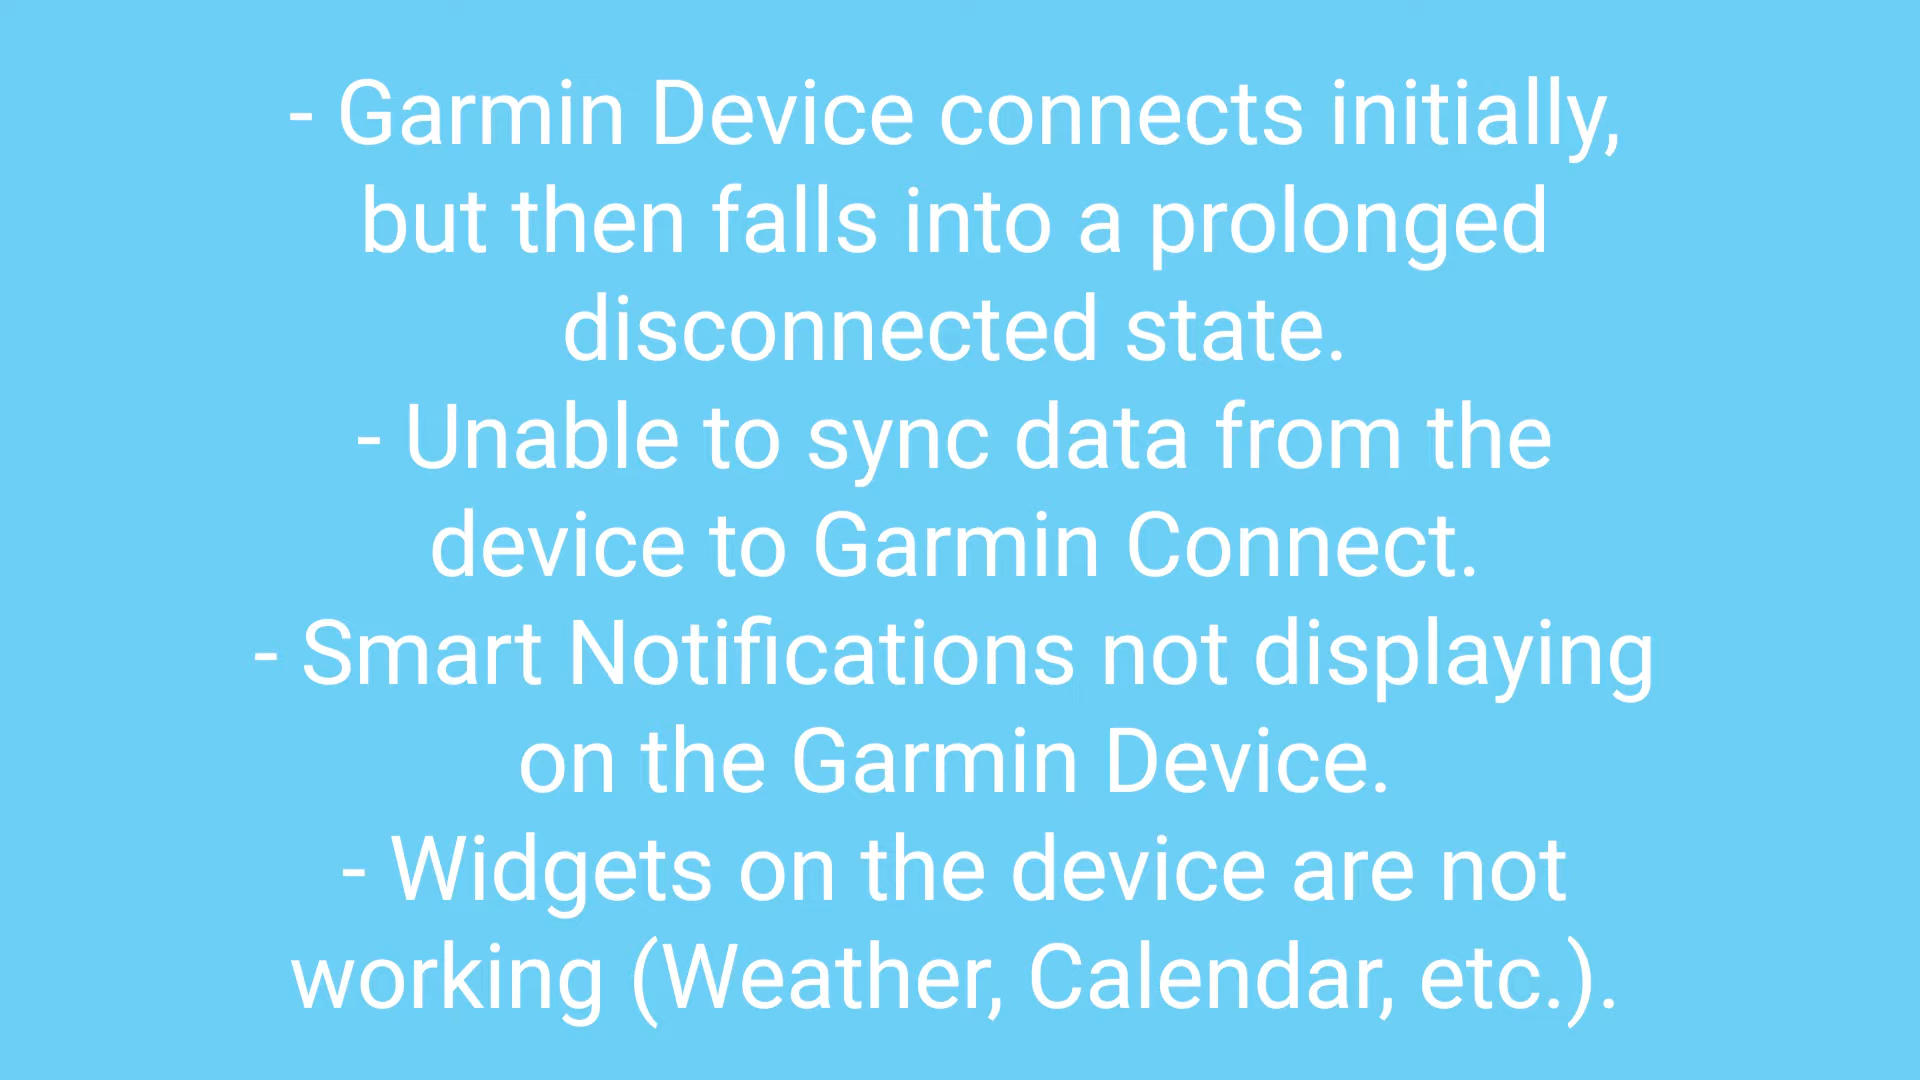 - Garmin Device connects initially,
but then falls into a prolonged
disconnected state.
- Unable to sync data from the
device to Garmin Connect.
- Smart Notifications not displaying
on the Garmin Device.
- Widgets on the device are not
working (Weather, Calendar, etc.).